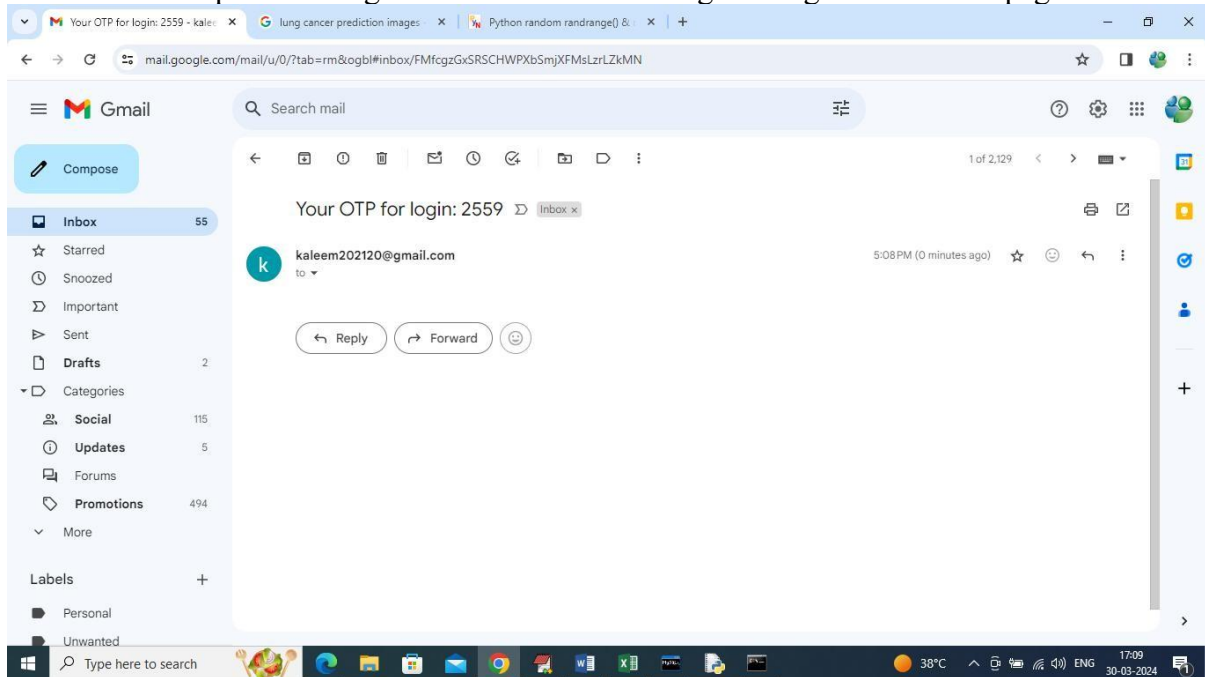 Your OTP for login: 2559 - kalee
lung cancer prediction images
Python random randrange() &
mail.google.com/mail/u/0/?tab=rm&ogbl#inbox/FMfcgzGxSRSCHWPXbSmjXFMsLzrLZkMN
Gmail
Search mail
Compose
1 of 2,129
Your OTP for login: 2559
Inbox x
Inbox 55
Starred
Snoozed
Important
Sent
Drafts 2
Categories
Social 115
Updates 5
Forums
Promotions 494
More
Labels
Personal
Unwanted
k
kaleem202120@gmail.com
5:08 PM (0 minutes ago)
to
Reply
Forward
31
Type here to search
38°C
ENG
17:09
30-03-2024